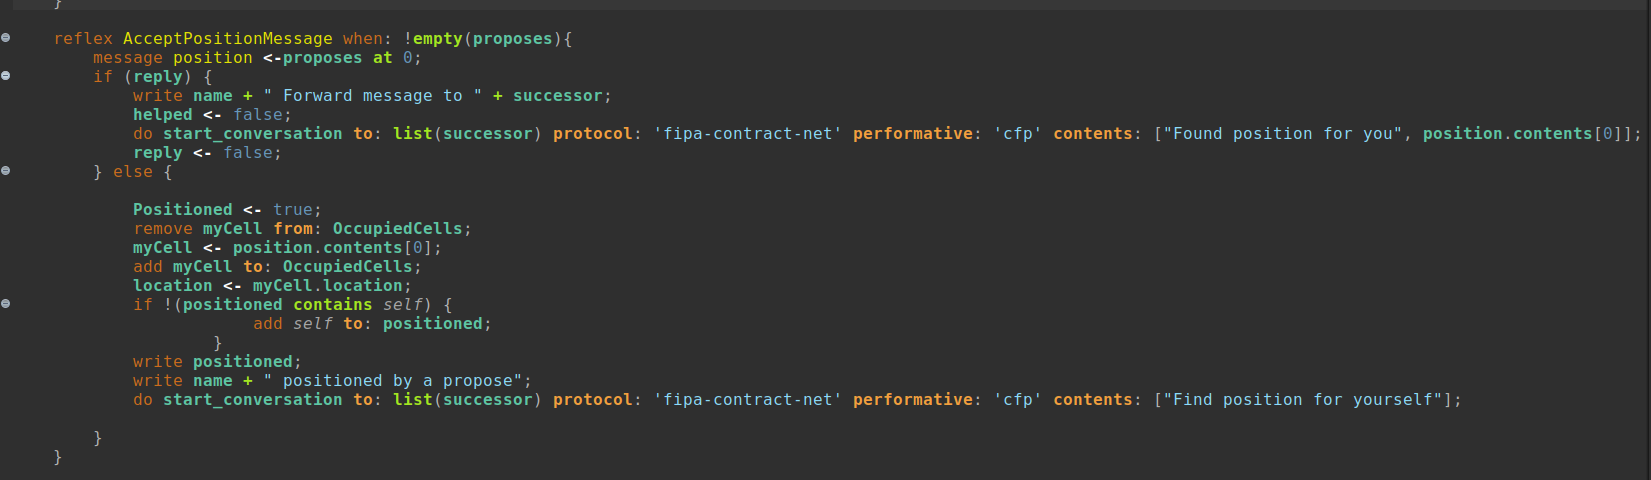 }
reflex AcceptPositionMessage when: !empty(proposes){
message position <-proposes at 0;
if (reply) {
write name + " Forward message to " + successor;
helped <- false;
do start_conversation to: list(successor) protocol: 'fipa-contract-net' performative: 'cfp' contents: ["Found position for you", position.contents[0]];
reply <- false;
} else {
Positioned <- true;
remove myCell from: OccupiedCells;
myCell <- position.contents[0];
add myCell to: OccupiedCells;
location <- myCell.location;
if !(positioned contains self) {
add self to: positioned;
}
write positioned;
write name + " positioned by a propose";
do start_conversation to: list(successor) protocol: 'fipa-contract-net' performative: 'cfp' contents: ["Find position for yourself"];
}
}